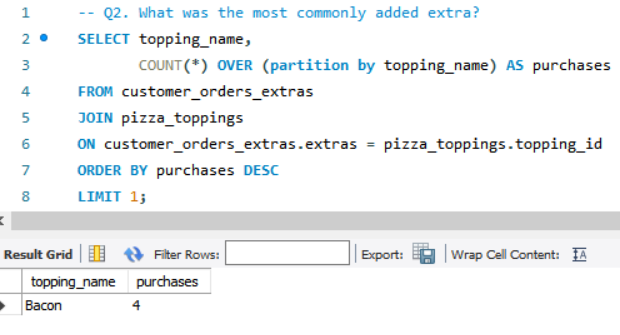 1 -- Q2. What was the most commonly added extra?
2 SELECT topping_name,
3 COUNT(*) OVER (partition by topping_name) AS purchases
4 FROM customer_orders_extras
5 JOIN pizza_toppings
6 ON customer_orders_extras.extras = pizza_toppings.topping_id
7 ORDER BY purchases DESC
8 LIMIT 1;
Result Grid Filter Rows: Export: Wrap Cell Content: IA
topping_name purchases
Bacon 4